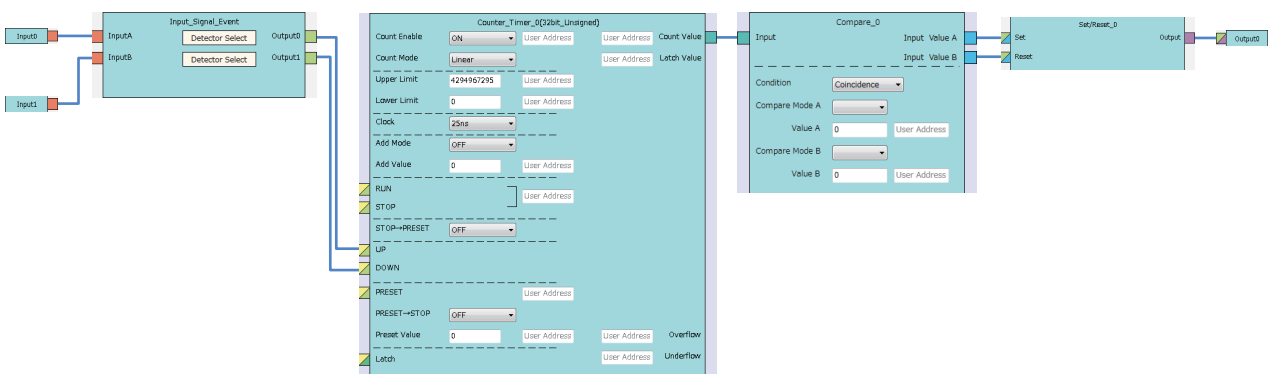 Input0
Input1
Input_Signal_Event
InputA Detector Select Output0
InputB Detector Select Output1
Counter_Timer_0(32bit_Unsigned)
Count Enable ON User Address User Address Count Value
Count Mode Linear User Address Latch Value
Upper Limit 4294967295 User Address
Lower Limit 0 User Address
Clock 25ns
Add Mode OFF
Add Value 0 User Address
RUN
User Address
STOP
STOP→PRESET OFF
UP
DOWN
PRESET User Address
PRESET→STOP OFF
Preset Value 0 User Address User Address Overflow
Latch User Address Underflow
Compare_0
Input Input Value A
Input Value B
Condition Coincidence
Compare Mode A
Value A 0 User Address
Compare Mode B
Value B 0 User Address
Set/Reset_0
Set Output
Reset
Output0